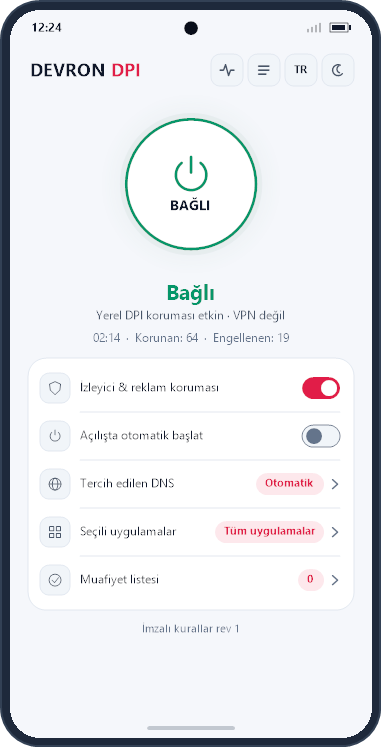 12:24
DEVRON DPI
TR
BAĞLI
Bağlı
Yerel DPI koruması etkin · VPN değil
02:14 · Korunan: 64 · Engellenen: 19
İzleyici & reklam koruması
Açılışta otomatik başlat
Tercih edilen DNS Otomatik
Seçili uygulamalar Tüm uygulamalar
Muafiyet listesi 0
İmzalı kurallar rev 1